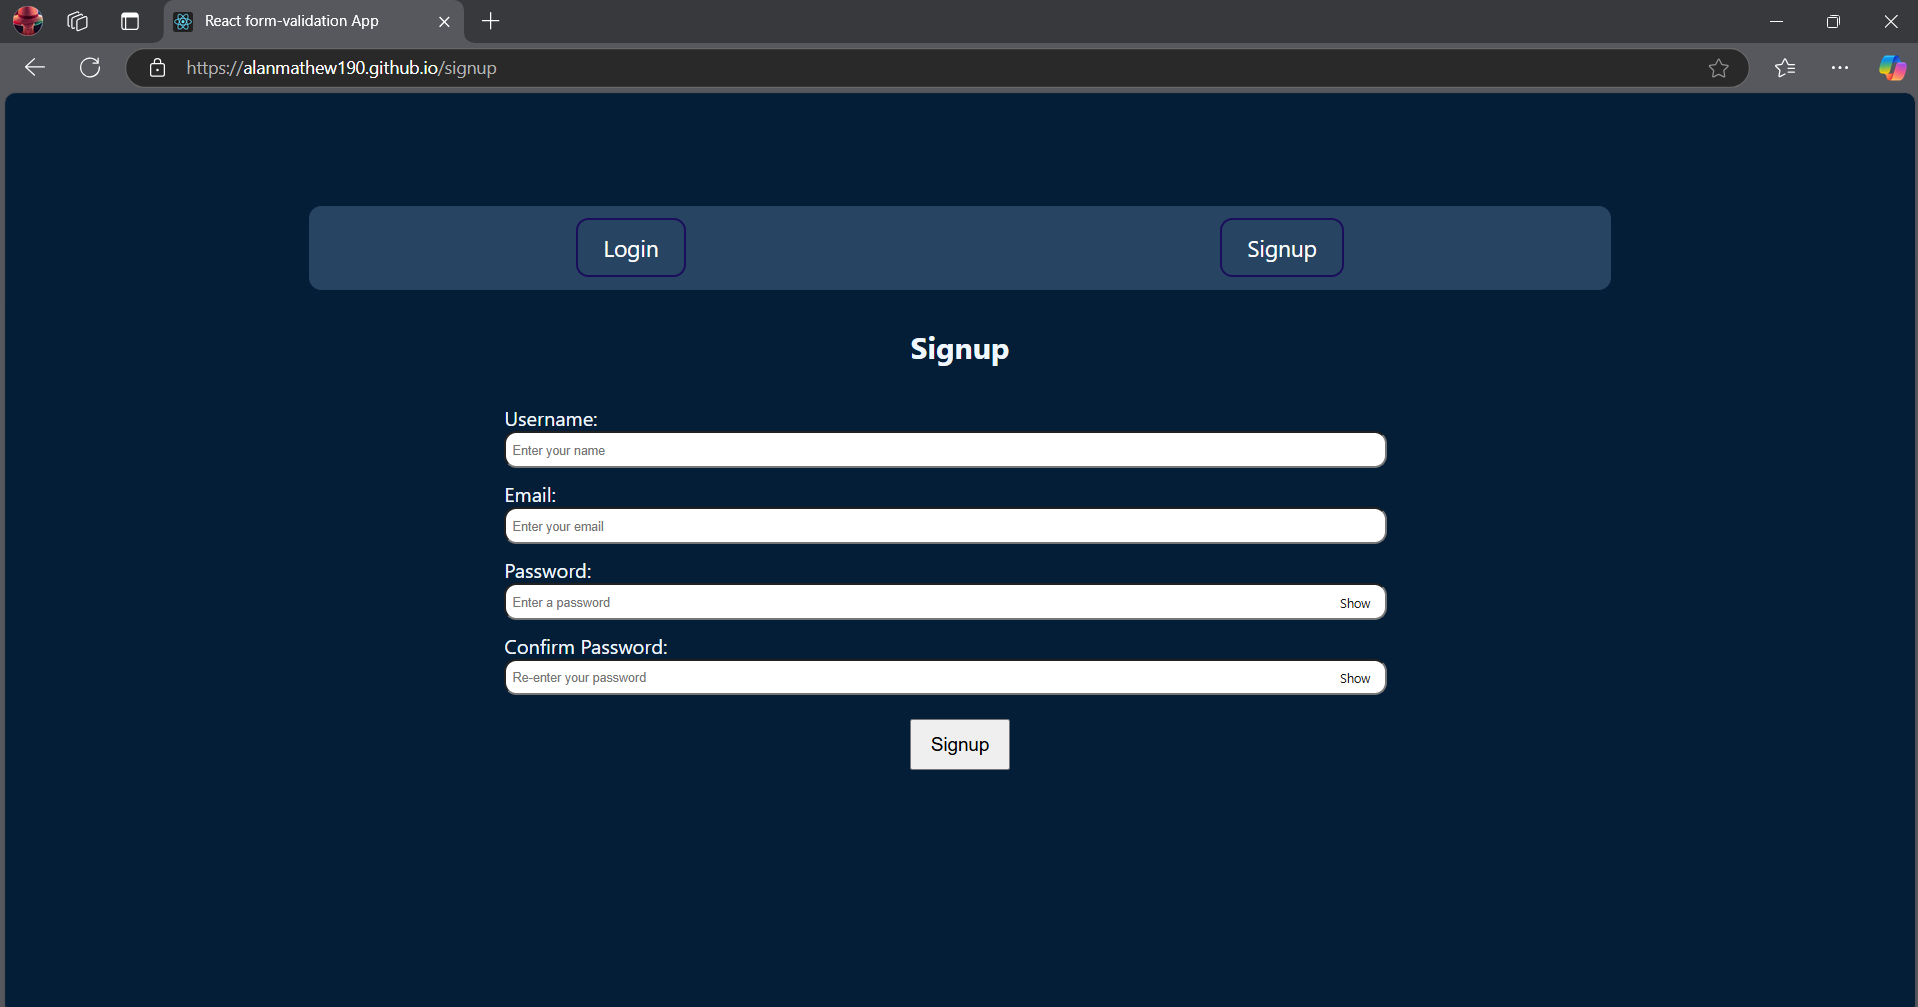 React form-validation App
https://alanmathew190.github.io/signup
Login
Signup
Signup
Username:
Enter your name
Email:
Enter your email
Password:
Enter a password
Show
Confirm Password:
Re-enter your password
Show
Signup